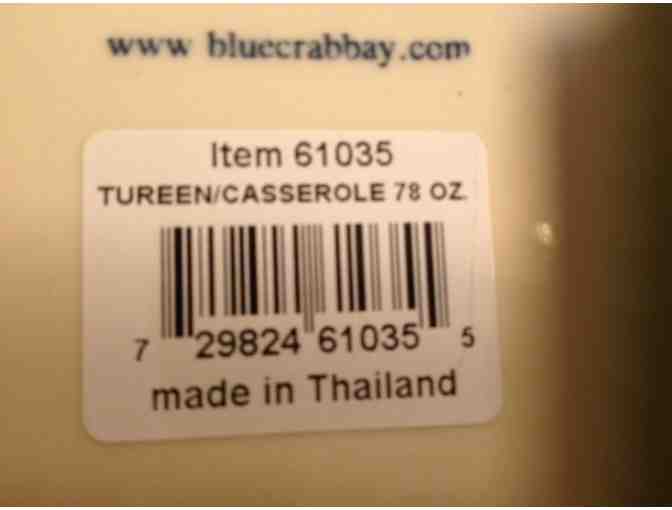 www bluecrabbay.com
Item 61035
TUREEN/CASSEROLE 78 OZ.
7 29824 61035 5
made in Thailand